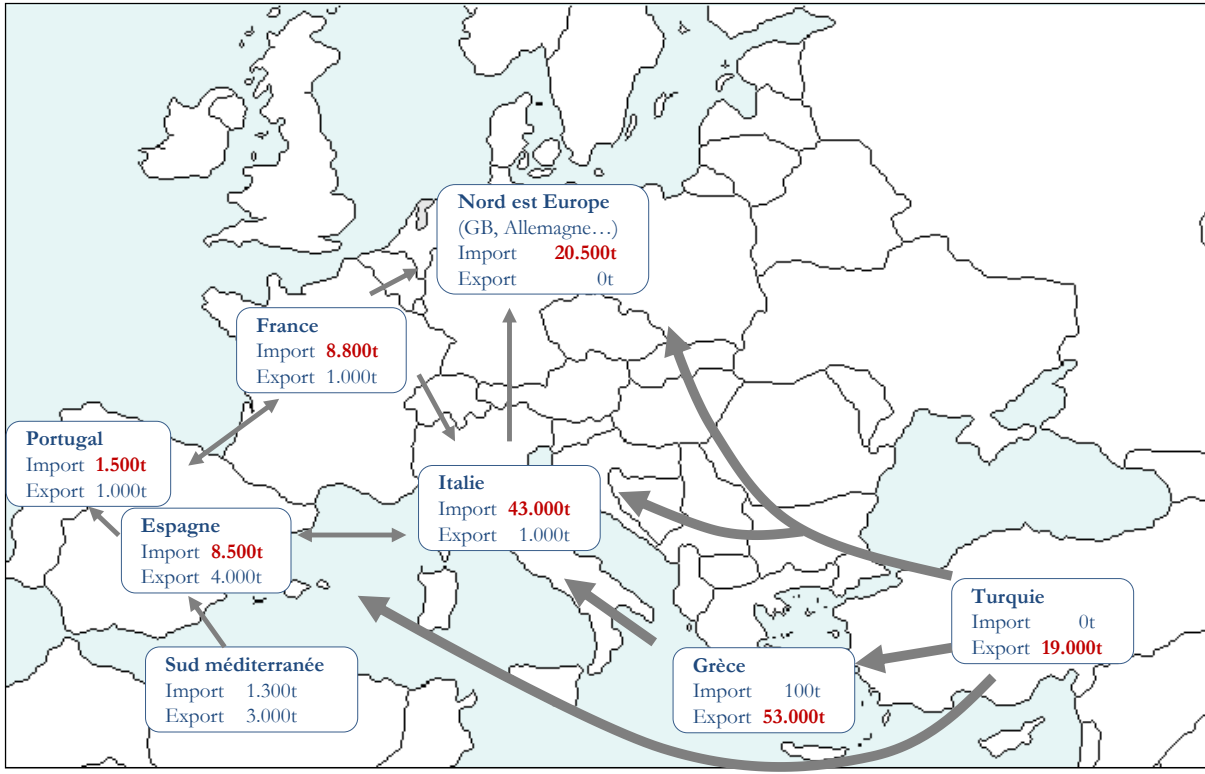 Nord est Europe
(GB, Allemagne…)
Import 20.500t
Export 0t
France
Import 8.800t
Export 1.000t
Portugal
Import 1.500t
Export 1.000t
Espagne
Import 8.500t
Export 4.000t
Italie
Import 43.000t
Export 1.000t
Turquie
Import 0t
Export 19.000t
Sud méditerranée
Import 1.300t
Export 3.000t
Grèce
Import 100t
Export 53.000t